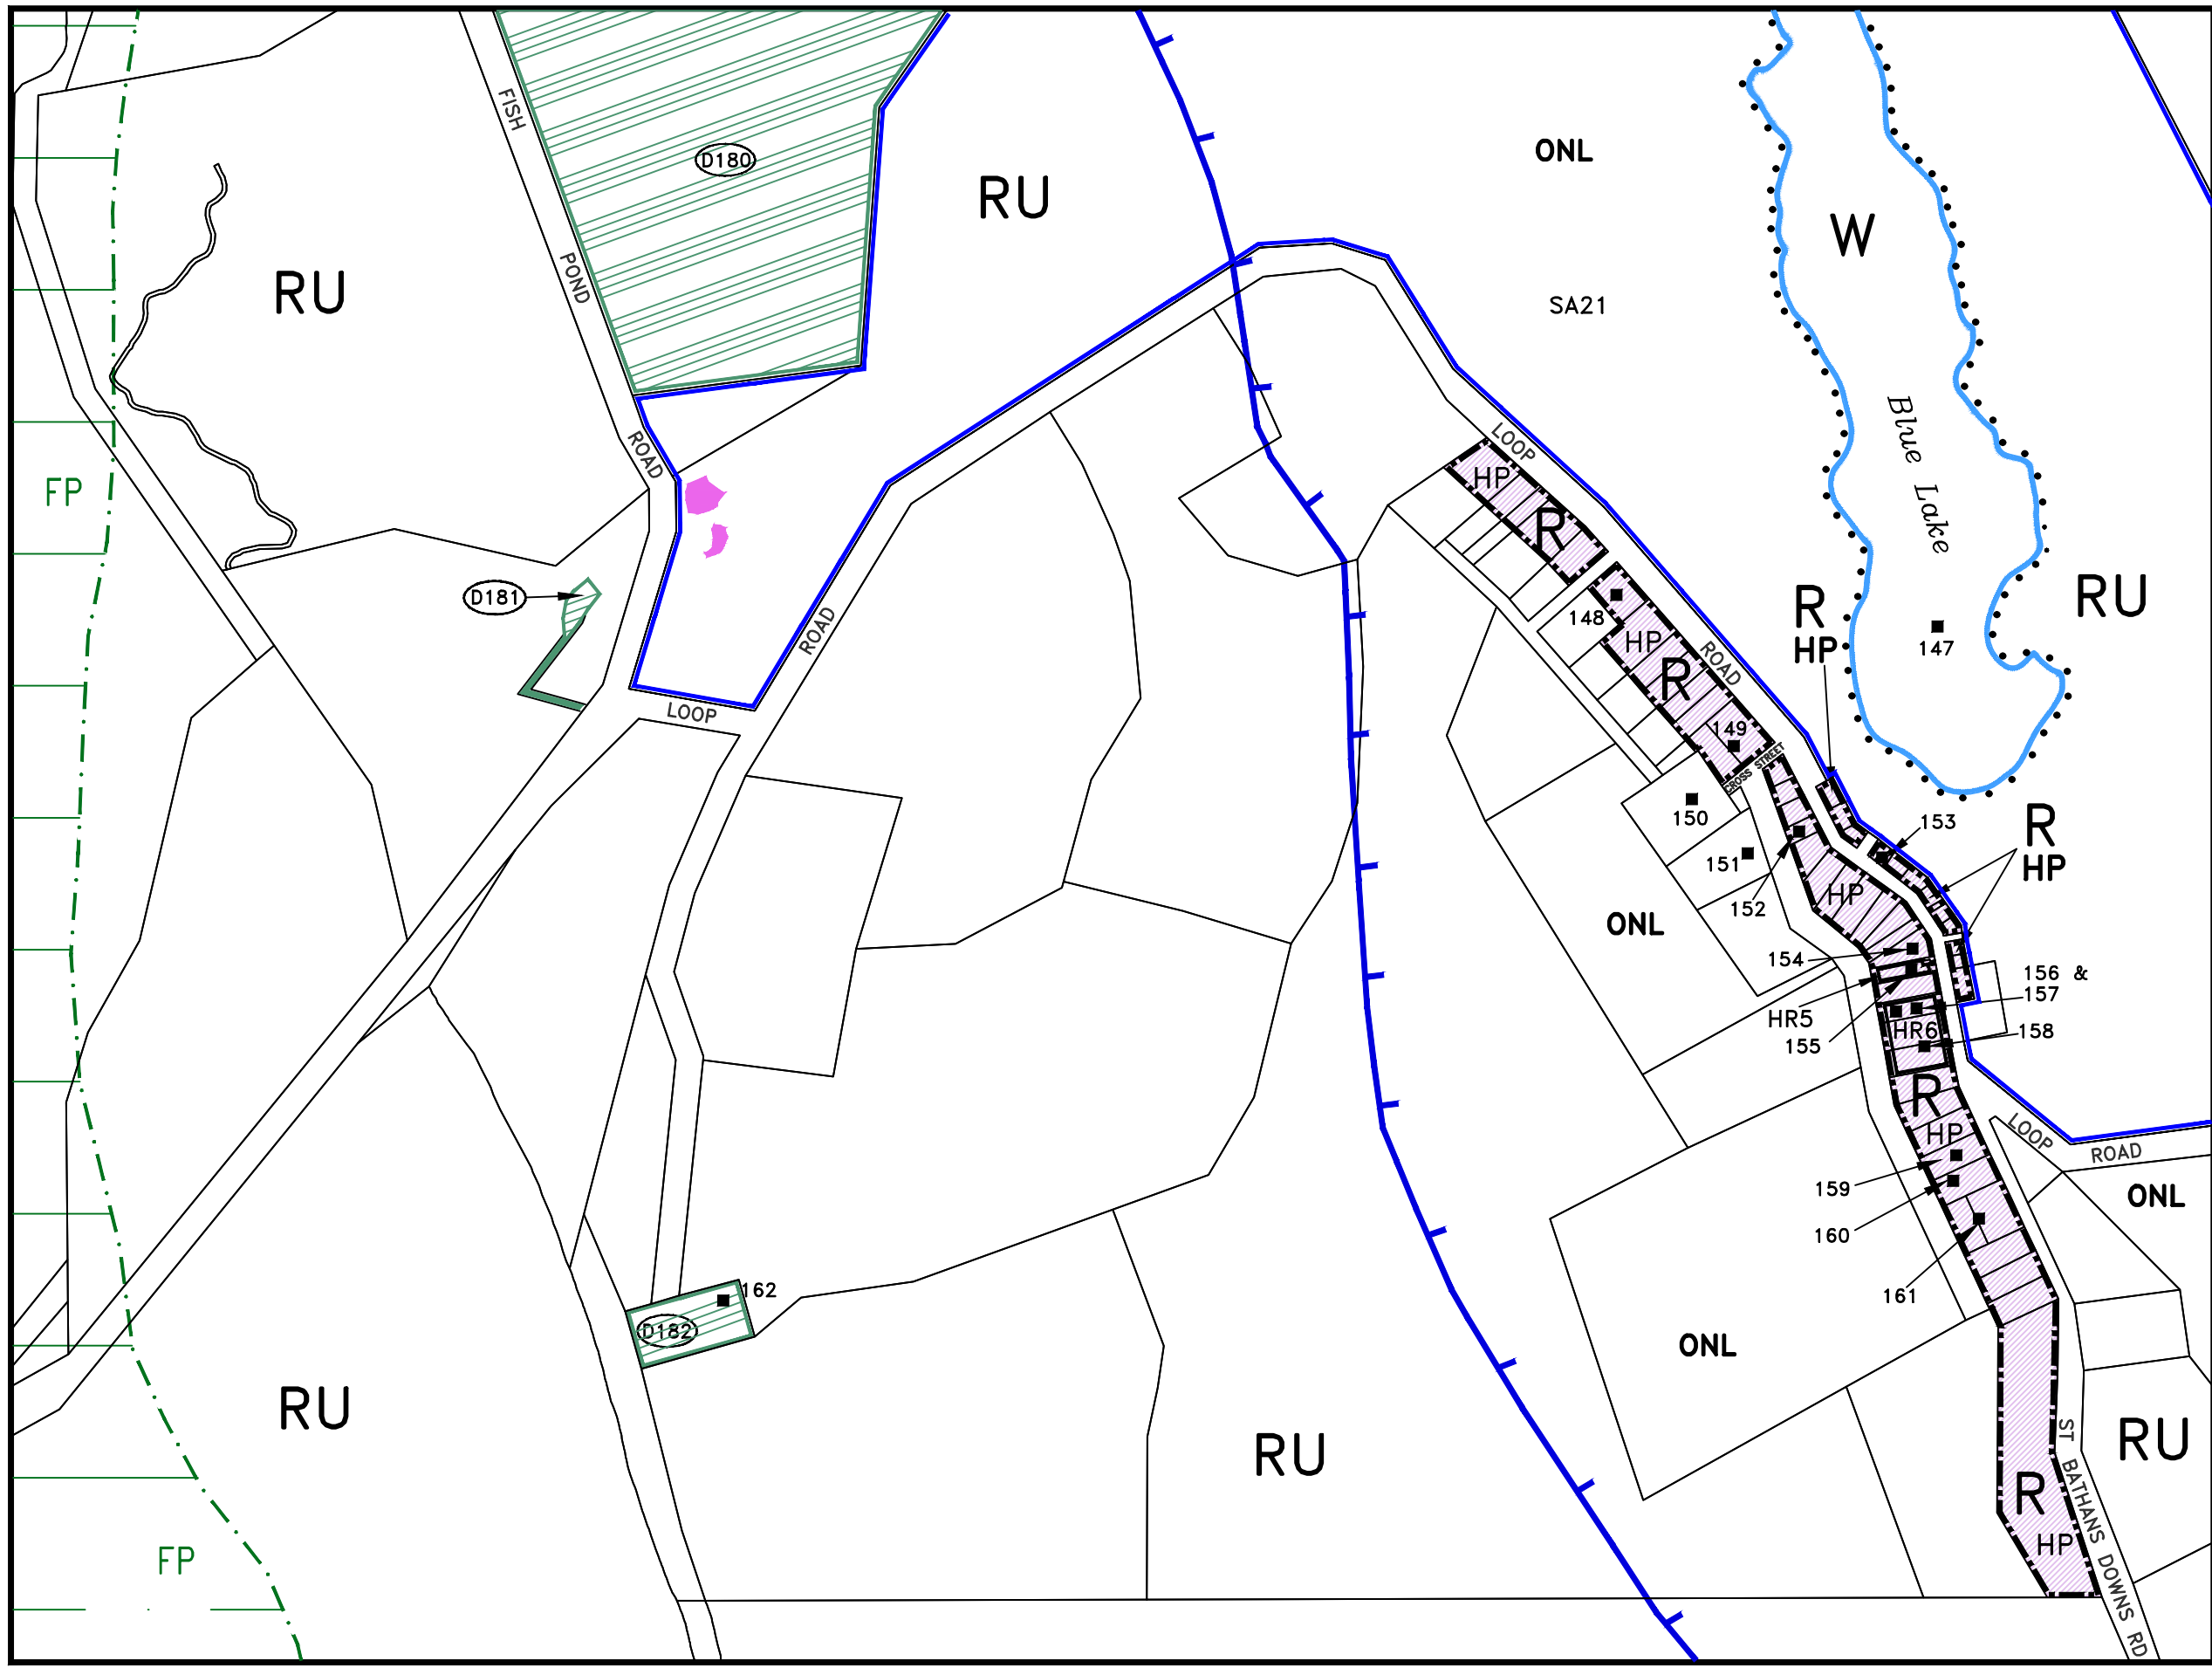 FISH
POND
ROAD
D180
RU
ONL
W
SA21
RU
Blue Lake
FP
D181
LOOP
ROAD
LOOP
HP
R
148
HP
R
ROAD
149
CROSS STREET
R
HP
147
RU
150
151
152
153
R
HP
HP
ONL
154
HR5
155
156 &
157
HR6
158
R
HP
159
160
161
LOOP
ROAD
ONL
162
D182
ONL
RU
RU
RU
R
HP
FP
ST BATHANS DOWNS RD